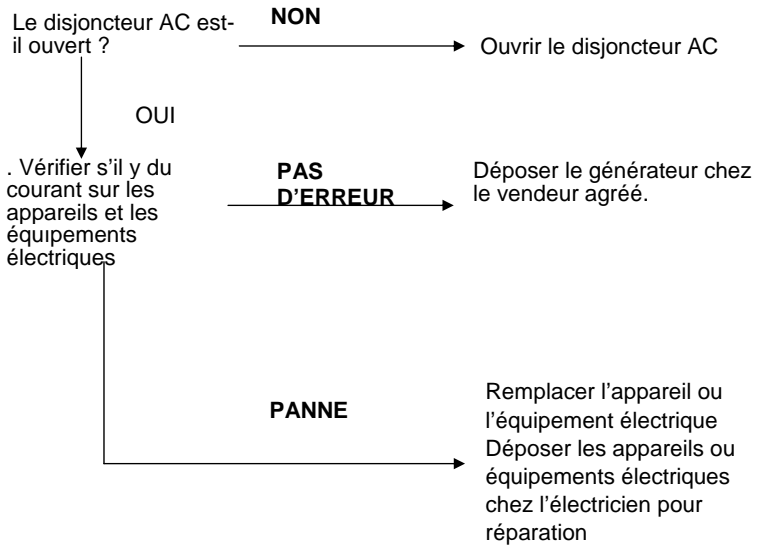 Le disjoncteur AC est-
il ouvert ?
NON
Ouvrir le disjoncteur AC
OUI
. Vérifier s’il y du
courant sur les
appareils et les
équipements
électriques
PAS
D’ERREUR
Déposer le générateur chez
le vendeur agréé.
PANNE
Remplacer l’appareil ou
l’équipement électrique
Déposer les appareils ou
équipements électriques
chez l’électricien pour
réparation